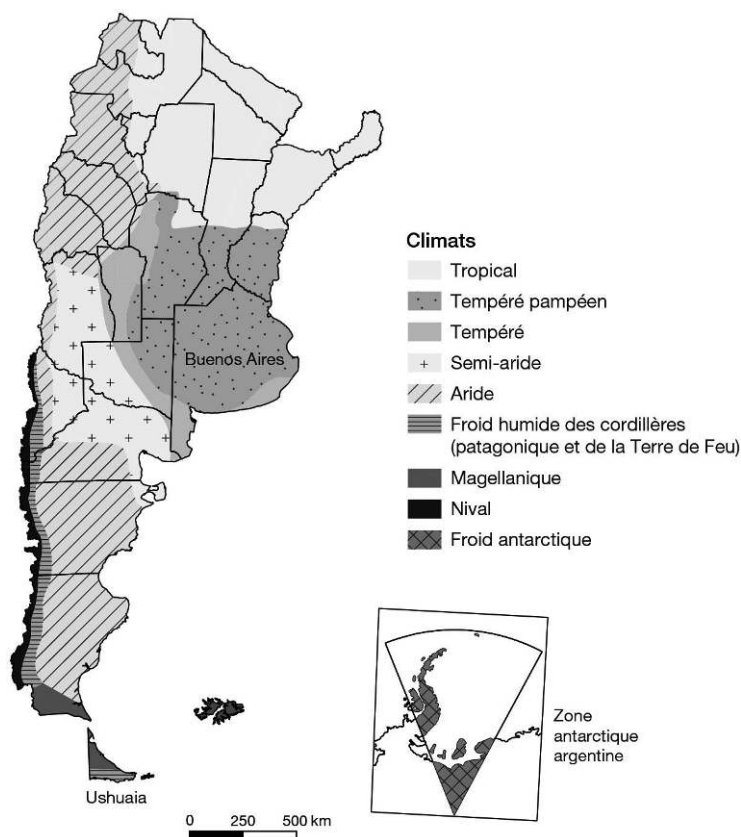 Climats
Tropical
Tempéré pampéen
Tempéré
Semi-aride
Aride
Froid humide des cordillères
(patagonique et de la Terre de Feu)
Magellanique
Nival
Froid antarctique
Buenos Aires
Zone
antarctique
argentine
Ushuaia
0 250 500 km